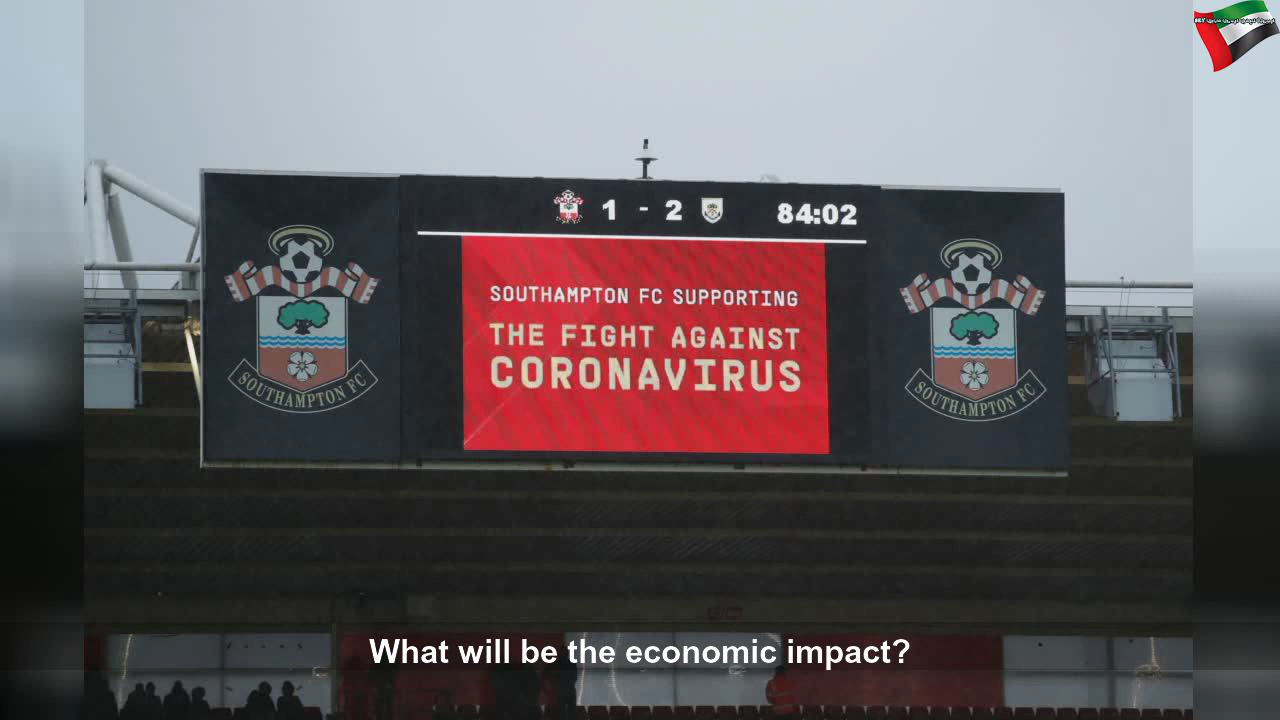 1 - 2 84:02
SOUTHAMPTON FC SUPPORTING
THE FIGHT AGAINST
CORONAVIRUS
SOUTHAMPTON FC
SOUTHAMPTON FC
What will be the economic impact?